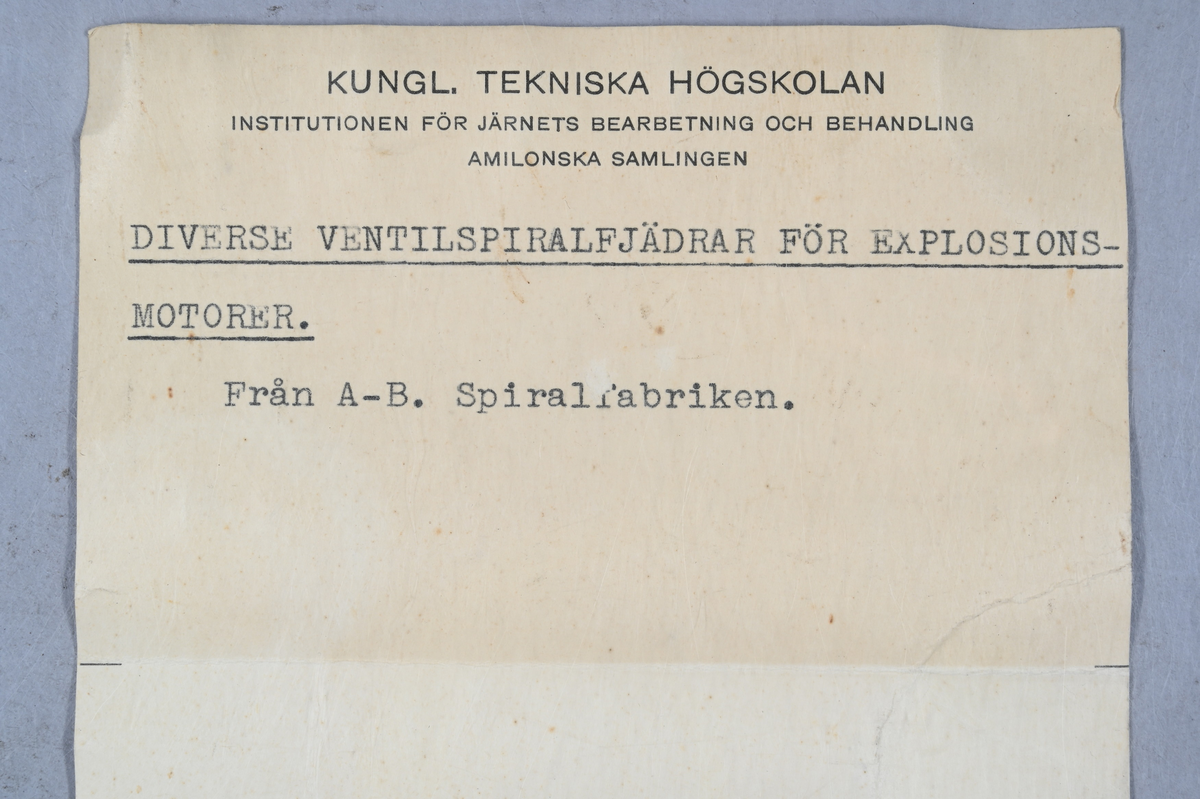 KUNGL. TEKNISKA HÖGSKOLAN
INSTITUTIONEN FÖR JÄRNETS BEARBETNING OCH BEHANDLING
AMILONSKA SAMLINGEN
DIVERSE VENTILSPIRALFJÄDRAR FÖR EXPLOSIONS-
MOTORER.
Från A-B. Spiralfabriken.